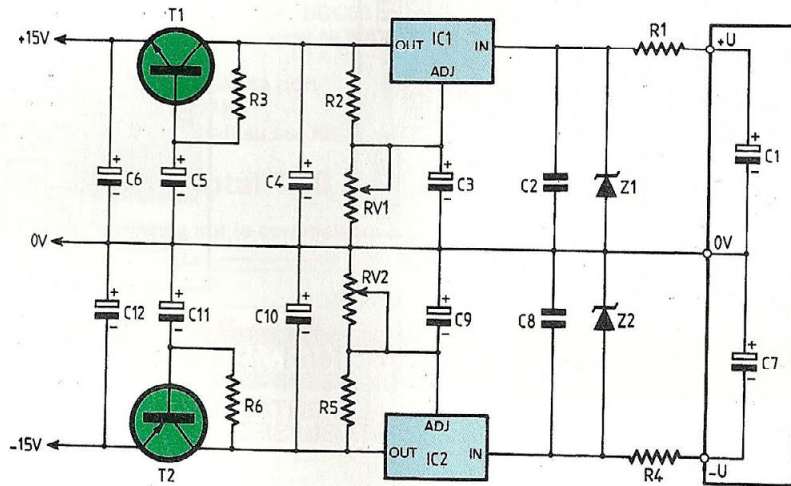 T1
+15V
OUT IC1 IN
ADJ
R1
+U
R3
R2
C6
C5
C4
C3
C2
Z1
C1
RV1
0V
0V
RV2
C12
C11
C10
C9
C8
Z2
C7
R6
R5
ADJ
OUT IC2 IN
-15V
T2
R4
-U